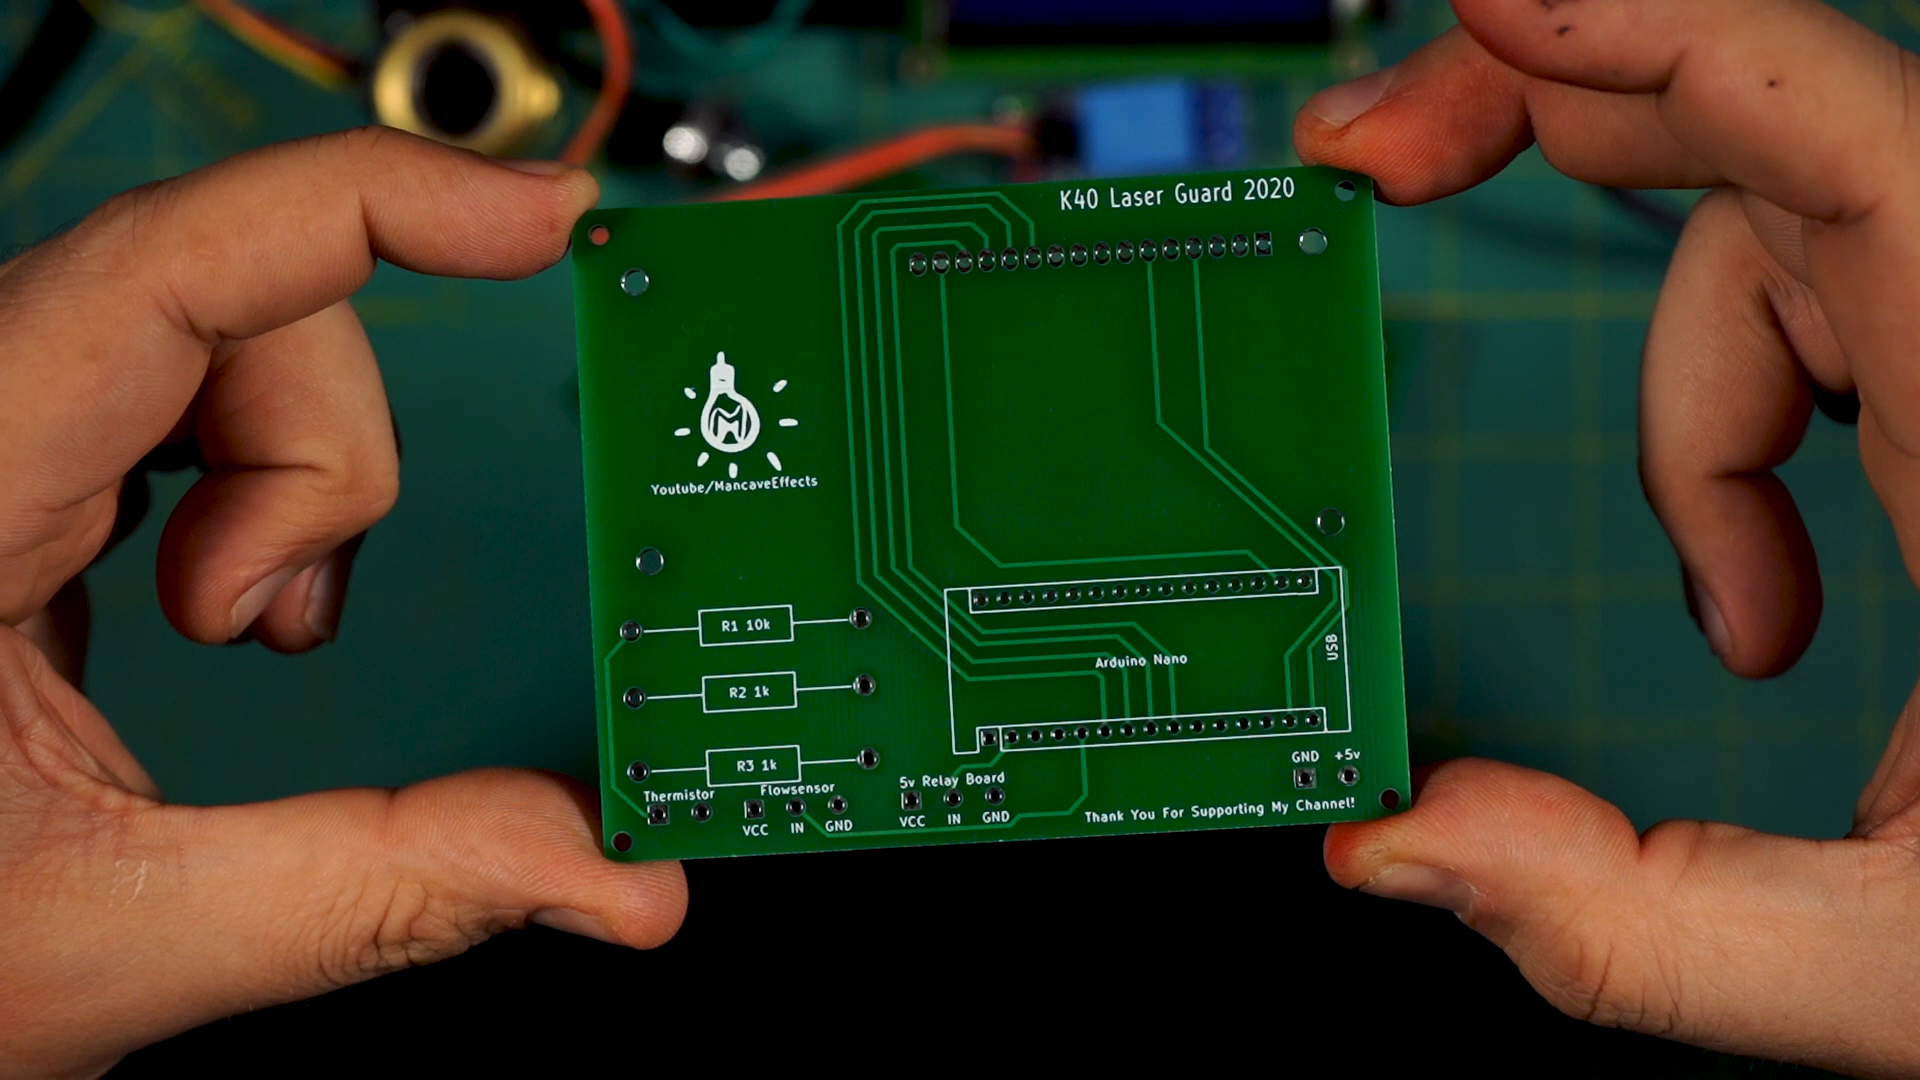 K40 Laser Guard 2020
M
Youtube/MancaveEffects
R1 10k
R2 1k
R3 1k
Arduino Nano
USB
Thermistor
Flowsensor
VCC IN GND
5v Relay Board
VCC IN GND
GND +5v
Thank You For Supporting My Channel!